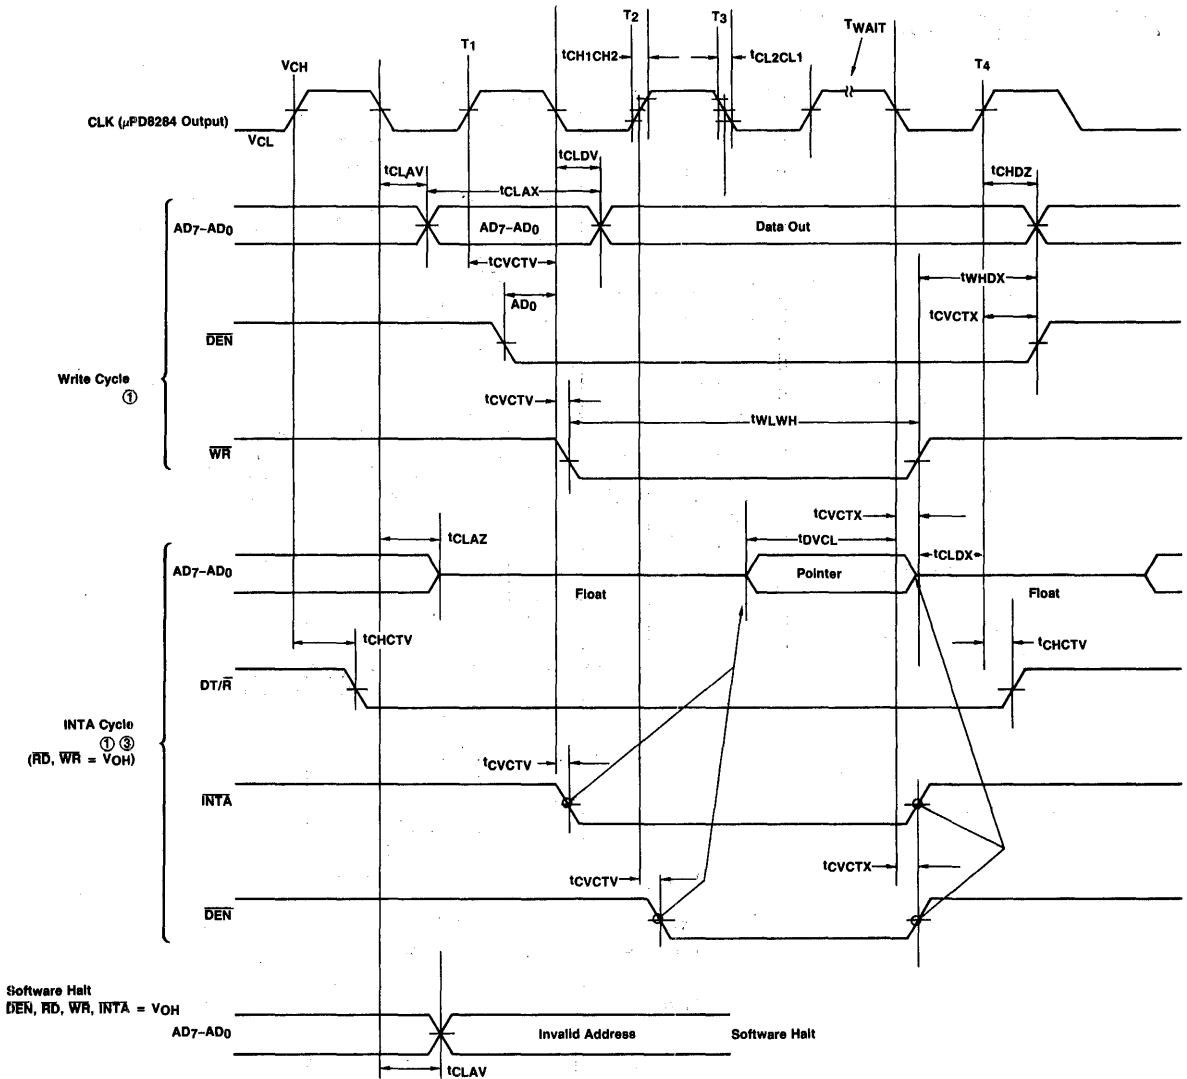 T2
T3
TWAIT
T1
tCH1CH2
tCL2CL1
VCH
T4
CLK (μPD8284 Output)
VCL
tCLDV
tCLAV
tCHDZ
tCLAX
AD7–AD0
AD7–AD0
Data Out
tCVCTV
tWHDX
AD0
tCVCTX
DEN
Write Cycle
①
tCVCTV
tWLWH
WR
tCVCTX
tDVCL
tCLAZ
tCLDX
AD7–AD0
Pointer
Float
Float
tCHCTV
tCHCTV
DT/R
INTA Cycle
① ③
(RD, WR = VOH)
tCVCTV
INTA
tCVCTV
tCVCTX
DEN
Software Halt
DEN, RD, WR, INTA = VOH
AD7–AD0
Invalid Address
Software Halt
tCLAV